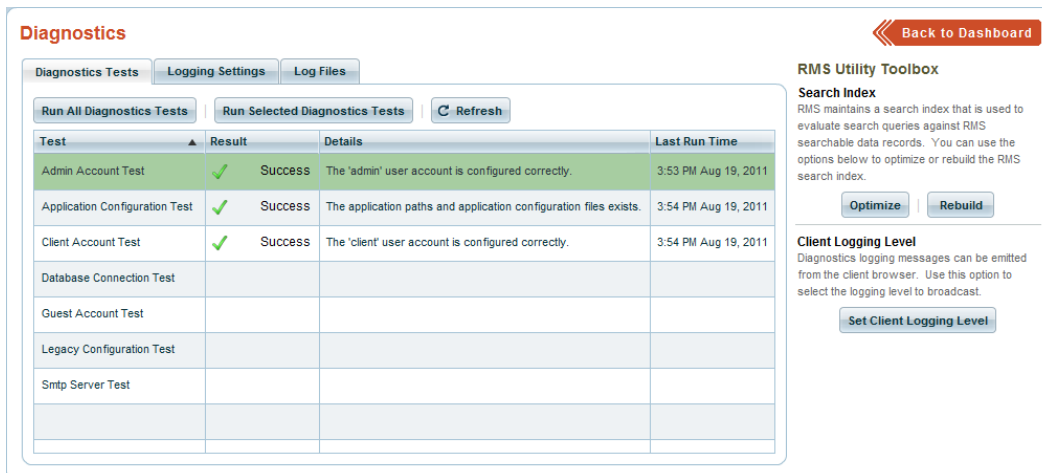 Diagnostics
Back to Dashboard
Diagnostics Tests
Logging Settings
Log Files
Run All Diagnostics Tests
Run Selected Diagnostics Tests
Refresh
Test
Result
Details
Last Run Time
Admin Account Test
Success
The 'admin' user account is configured correctly.
3:53 PM Aug 19, 2011
Application Configuration Test
Success
The application paths and application configuration files exists.
3:54 PM Aug 19, 2011
Client Account Test
Success
The 'client' user account is configured correctly.
3:54 PM Aug 19, 2011
Database Connection Test
Guest Account Test
Legacy Configuration Test
Smtp Server Test
RMS Utility Toolbox
Search Index
RMS maintains a search index that is used to
evaluate search queries against RMS
searchable data records. You can use the
options below to optimize or rebuild the RMS
search index.
Optimize
Rebuild
Client Logging Level
Diagnostics logging messages can be emitted
from the client browser. Use this option to
select the logging level to broadcast.
Set Client Logging Level